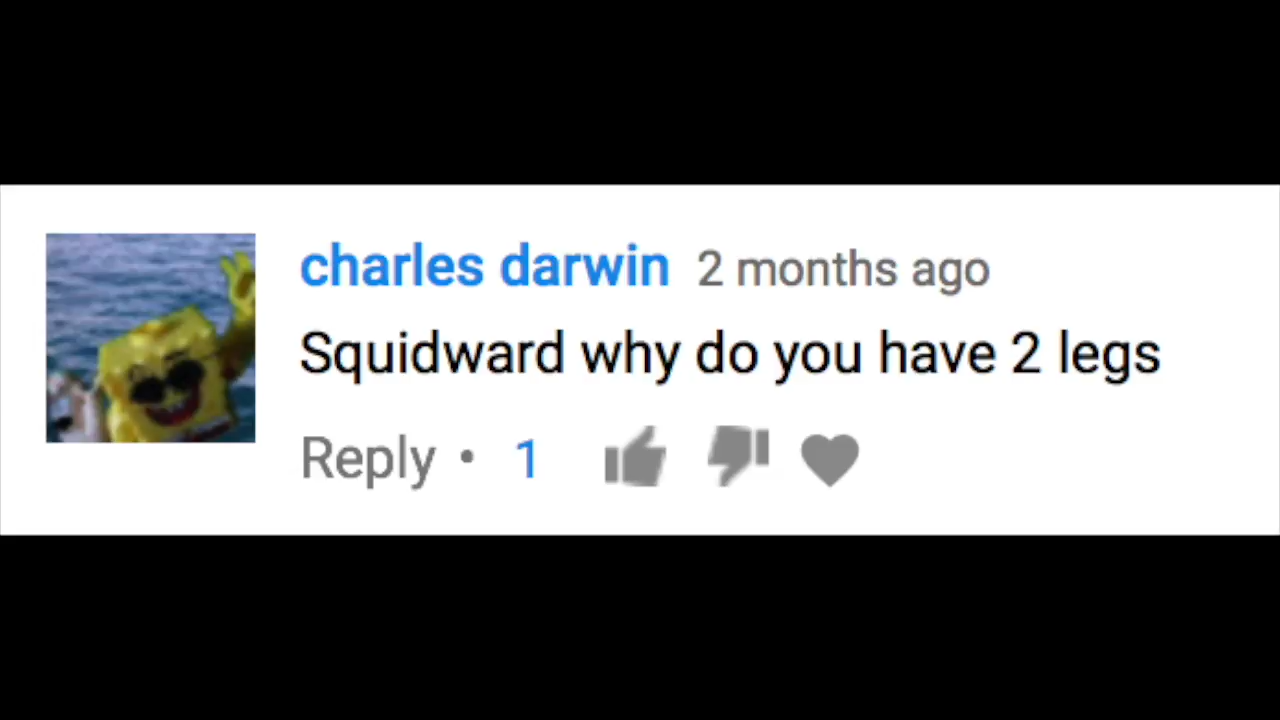 charles darwin 2 months ago
Squidward why do you have 2 legs
Reply • 1